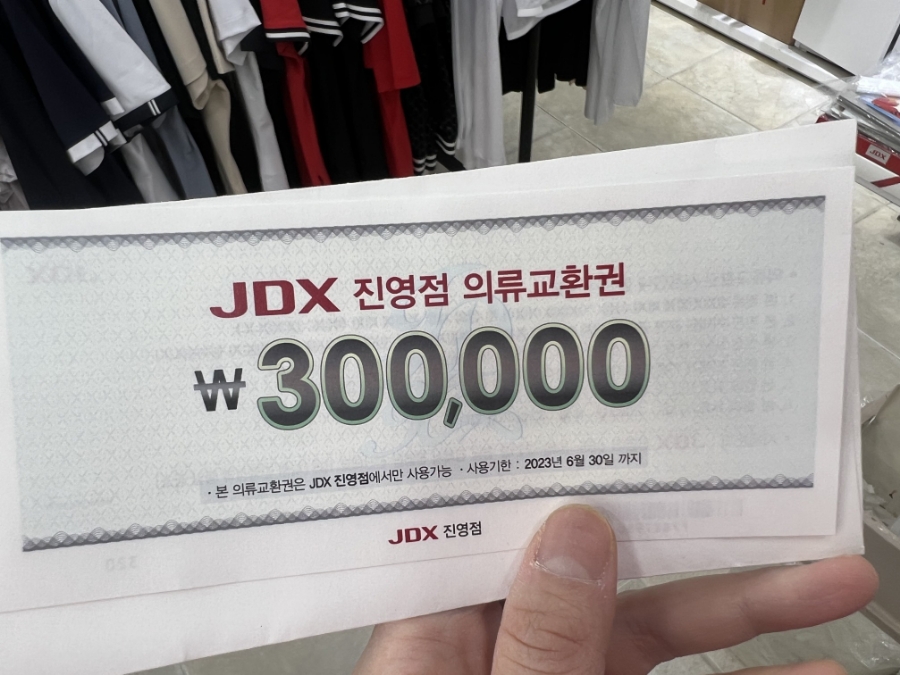 JDX 진영점 의류교환권
₩300,000
· 본 의류교환권은 JDX 진영점에서만 사용가능 · 사용기한 : 2023년 6월 30일 까지
JDX 진영점
JDX